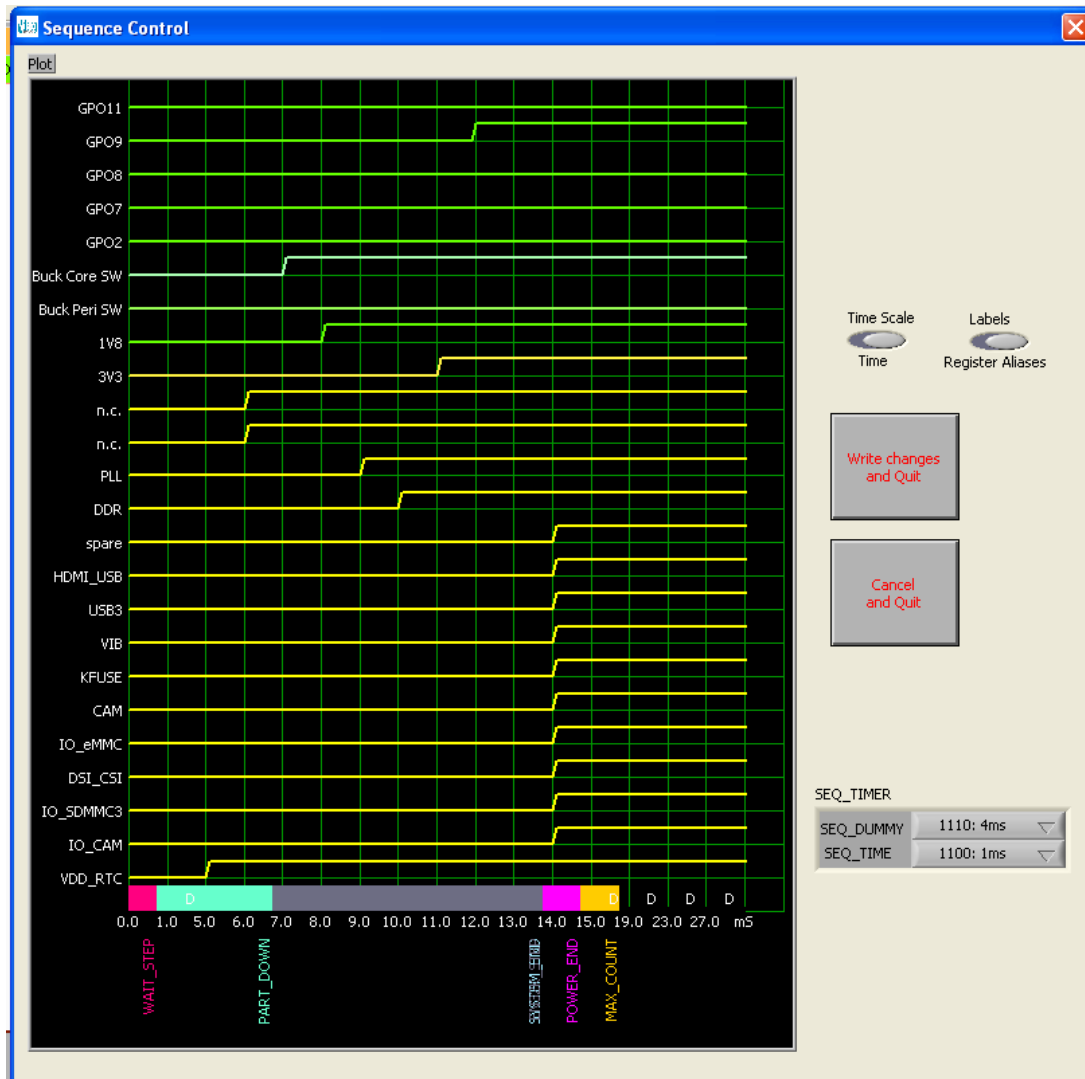 Sequence Control
Plot
GPO11
GPO9
GPO8
GPO7
GPO2
Buck Core SW
Buck Peri SW
1V8
3V3
n.c.
n.c.
PLL
DDR
spare
HDMI_USB
USB3
VIB
KFUSE
CAM
IO_eMMC
DSI_CSI
IO_SDMMC3
IO_CAM
VDD_RTC
D D D D D
0.0 1.0 5.0 6.0 7.0 8.0 9.0 10.0 11.0 12.0 13.0 14.0 15.0 19.0 23.0 27.0 mS
WAIT_STEP
PART_DOWN
POWER_END
MAX_COUNT
Time Scale
Time
Labels
Register Aliases
Write changes
and Quit
Cancel
and Quit
SEQ_TIMER
SEQ_DUMMY 1110: 4ms
SEQ_TIME 1100: 1ms